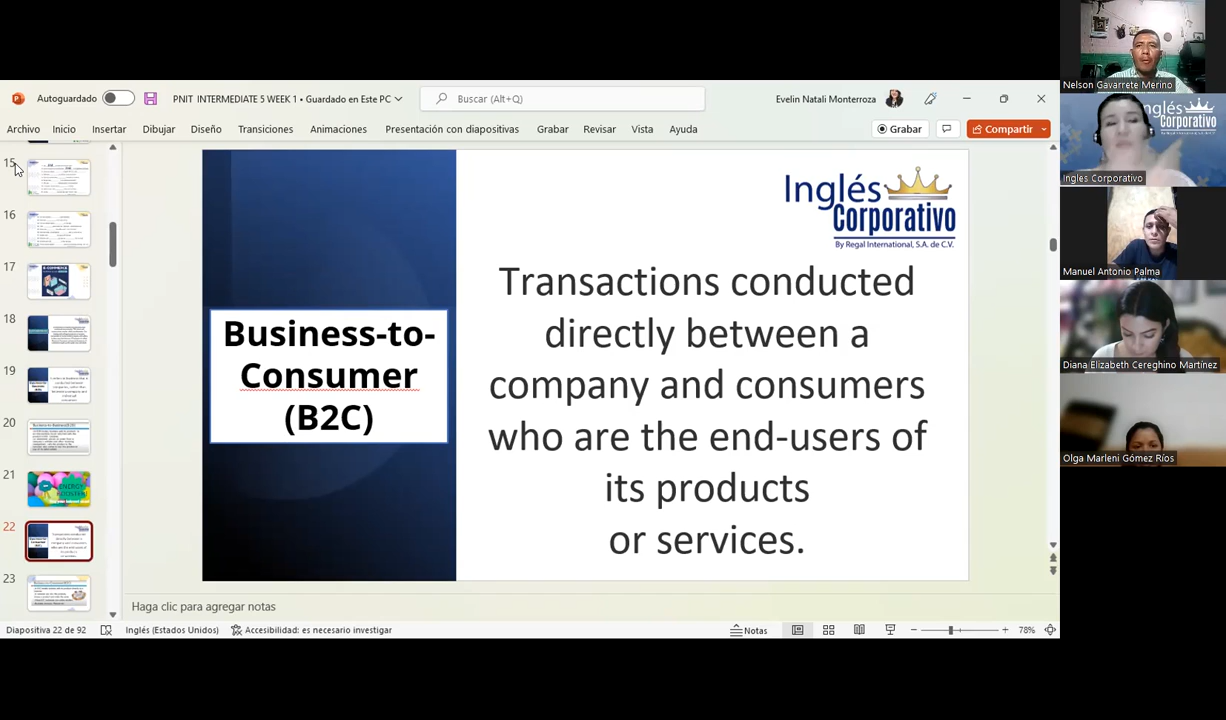 Autoguardado
PNIT INTERMEDIATE 5 WEEK 1 • Guardado en Este PC
Buscar (Alt+Q)
Evelin Natali Monterroza
Archivo Inicio Insertar Dibujar Diseño Transiciones Animaciones Presentación con diapositivas Grabar Revisar Vista Ayuda
Grabar
Compartir
15
16
17
18
19
20
21
22
23
Business-to-
Consumer
(B2C)
Inglés
Corporativo
By Regal International, S.A. de C.V.
Transactions conducted
directly between a
company and consumers
who are the end-users of
its products
or services.
Haga clic para agregar notas
Diapositiva 22 de 92
Inglés (Estados Unidos)
Accesibilidad: es necesario investigar
Notas
78%
Nelson Gavarrete Merino
Inglés
Corporativo
Ingles Corporativo
Manuel Antonio Palma
Diana Elizabeth Cereghino Martínez
Olga Marleni Gómez Ríos